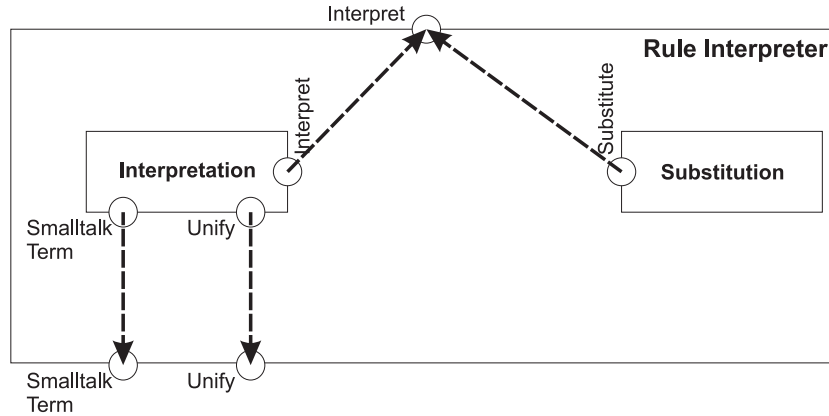 Interpret
Rule Interpreter
Interpret
Substitute
Interpretation
Substitution
Smalltalk
Term
Unify
Smalltalk
Term
Unify